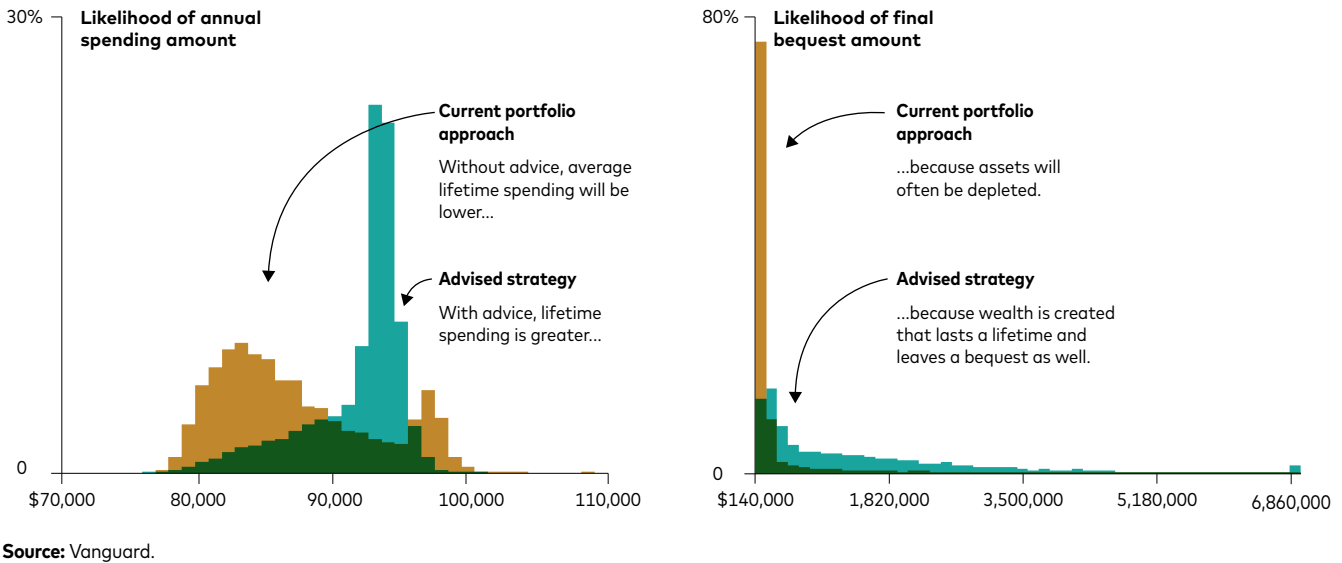 30%
Likelihood of annual
spending amount
Current portfolio
approach
Without advice, average
lifetime spending will be
lower...
Advised strategy
With advice, lifetime
spending is greater...
0
$70,000
80,000
90,000
100,000
110,000
80%
Likelihood of final
bequest amount
Current portfolio
approach
...because assets will
often be depleted.
Advised strategy
...because wealth is created
that lasts a lifetime and
leaves a bequest as well.
0
$140,000
1,820,000
3,500,000
5,180,000
6,860,000
Source: Vanguard.